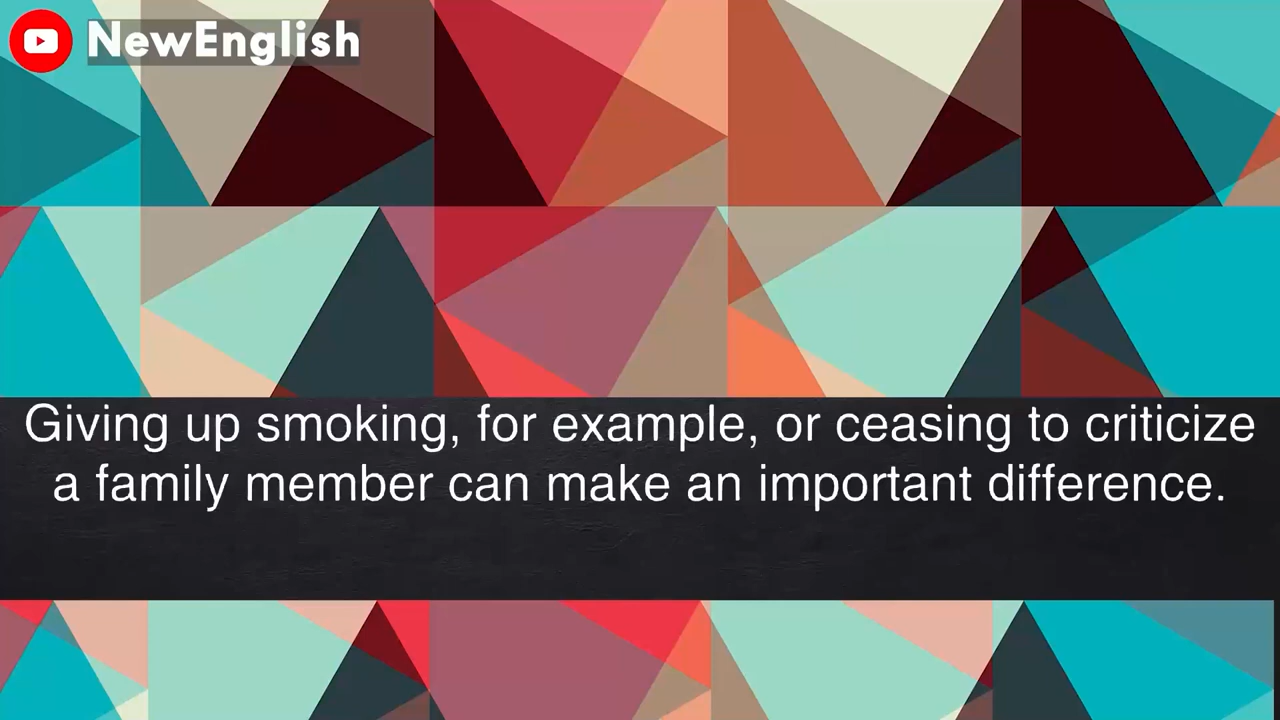 NewEnglish
Giving up smoking, for example, or ceasing to criticize
a family member can make an important difference.